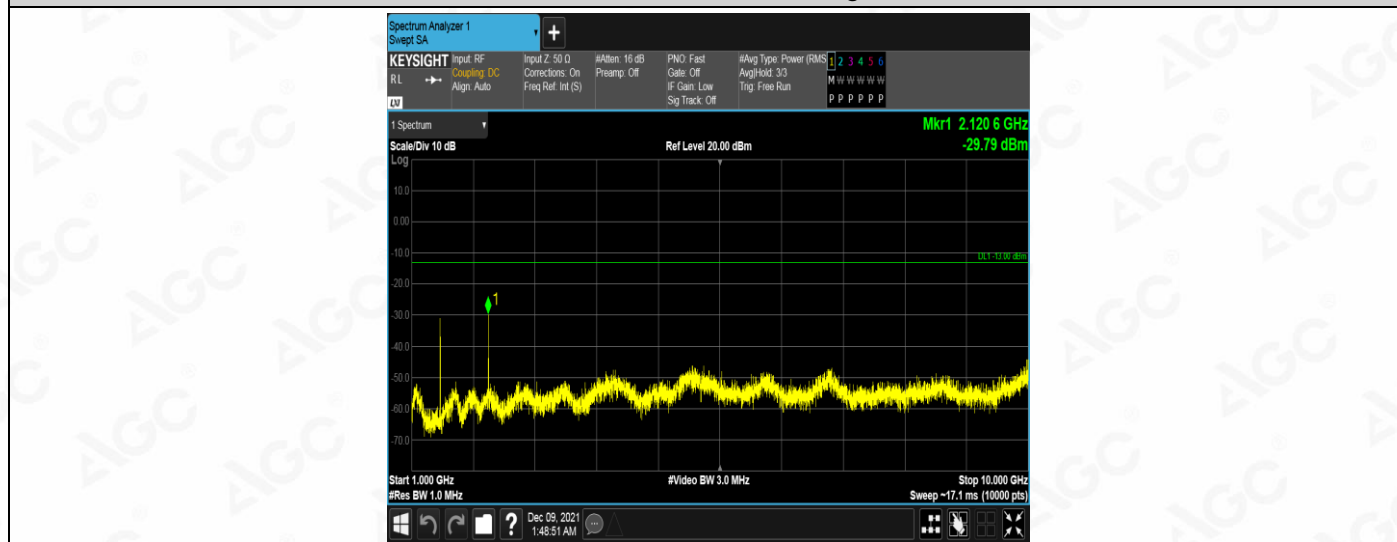 Spectrum Analyzer 1
Swept SA
KEYSIGHT
R L
LXI
Input: RF
Coupling: DC
Align: Auto
Input Z: 50 Ω
Corrections: On
Freq Ref: Int (S)
#Atten: 16 dB
Preamp: Off
PNO: Fast
Gate: Off
IF Gain: Low
Sig Track: Off
#Avg Type: Power (RMS
Avg|Hold: 3/3
Trig: Free Run
1 2 3 4 5 6
M W W W W W
P P P P P P
1 Spectrum
Scale/Div 10 dB
Ref Level 20.00 dBm
Mkr1 2.120 6 GHz
-29.79 dBm
Log
10.0
0.00
-10.0
DL1 -13.00 dBm
-20.0
1
-30.0
-40.0
-50.0
-60.0
-70.0
Start 1.000 GHz
#Video BW 3.0 MHz
Stop 10.000 GHz
#Res BW 1.0 MHz
Sweep ~17.1 ms (10000 pts)
?
Dec 09, 2021
1:48:51 AM
AGC